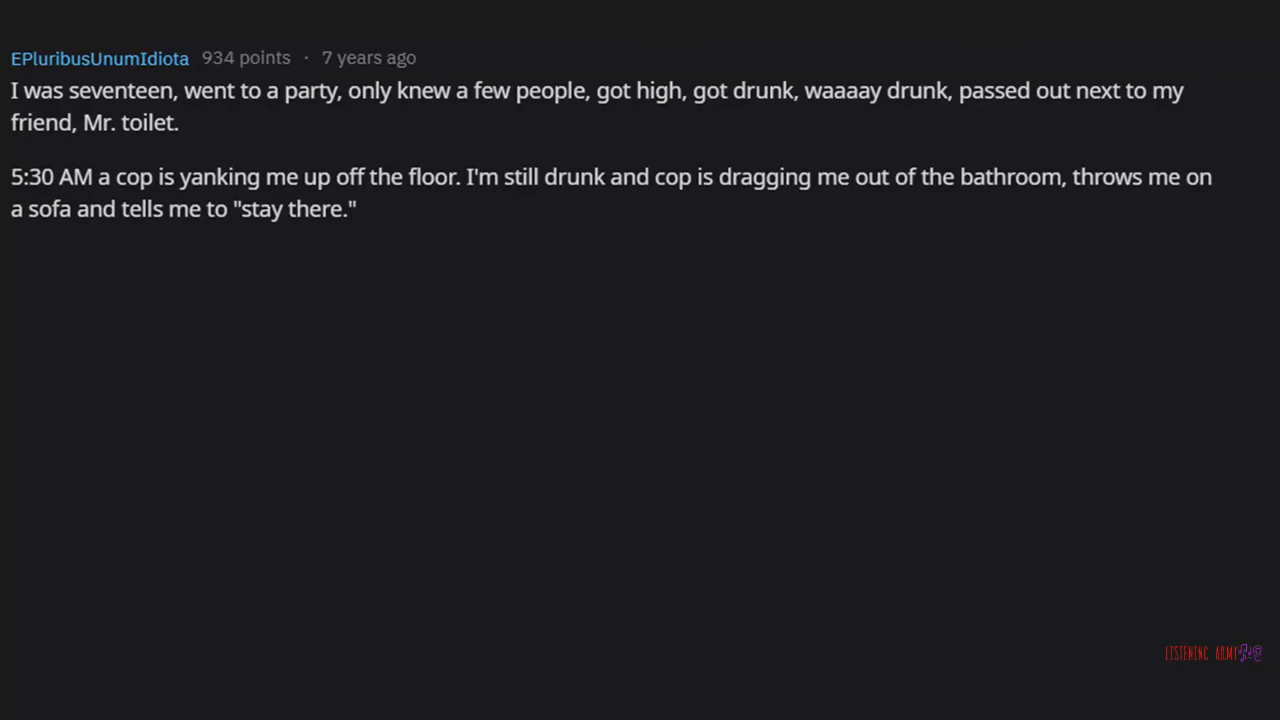 EPluribusUnumIdiota 934 points · 7 years ago
I was seventeen, went to a party, only knew a few people, got high, got drunk, waaaay drunk, passed out next to my
friend, Mr. toilet.
5:30 AM a cop is yanking me up off the floor. I'm still drunk and cop is dragging me out of the bathroom, throws me on
a sofa and tells me to "stay there."
LISTENING ARMY